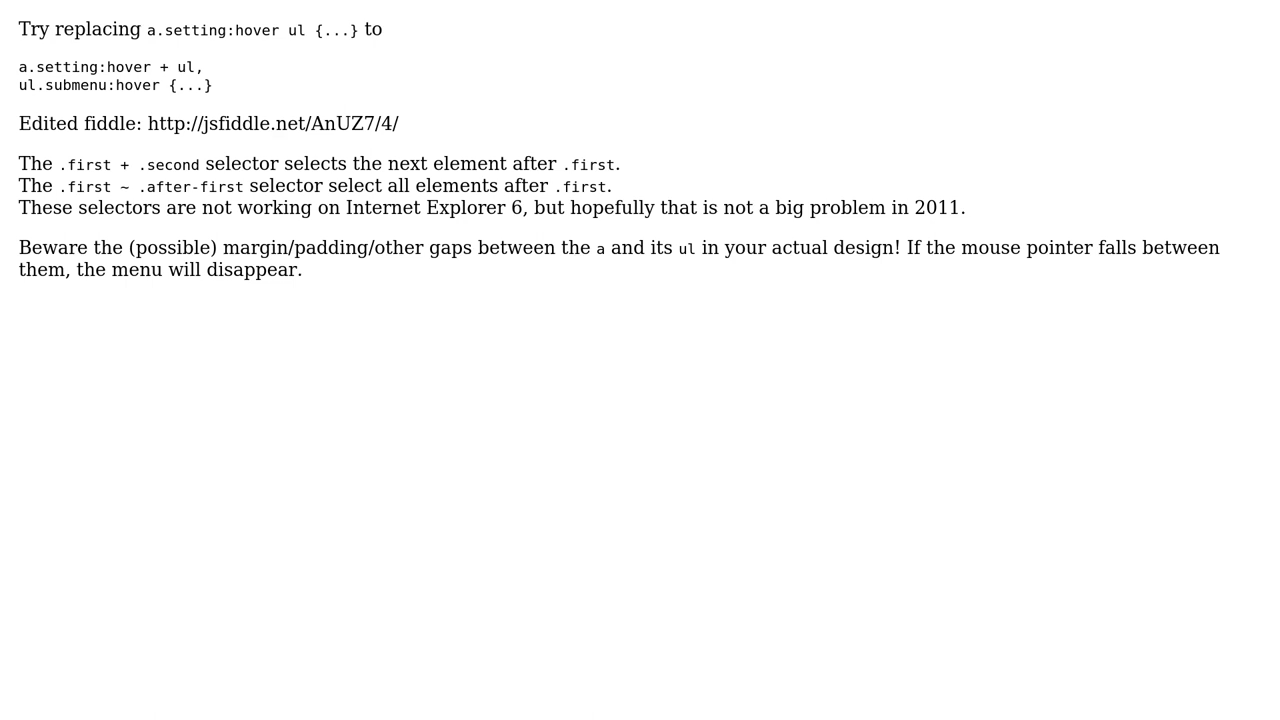 Try replacing a.setting:hover ul {...} to
a.setting:hover + ul,
ul.submenu:hover {...}
Edited fiddle: http://jsfiddle.net/AnUZ7/4/
The .first + .second selector selects the next element after .first.
The .first ~ .after-first selector select all elements after .first.
These selectors are not working on Internet Explorer 6, but hopefully that is not a big problem in 2011.
Beware the (possible) margin/padding/other gaps between the a and its ul in your actual design! If the mouse pointer falls between
them, the menu will disappear.